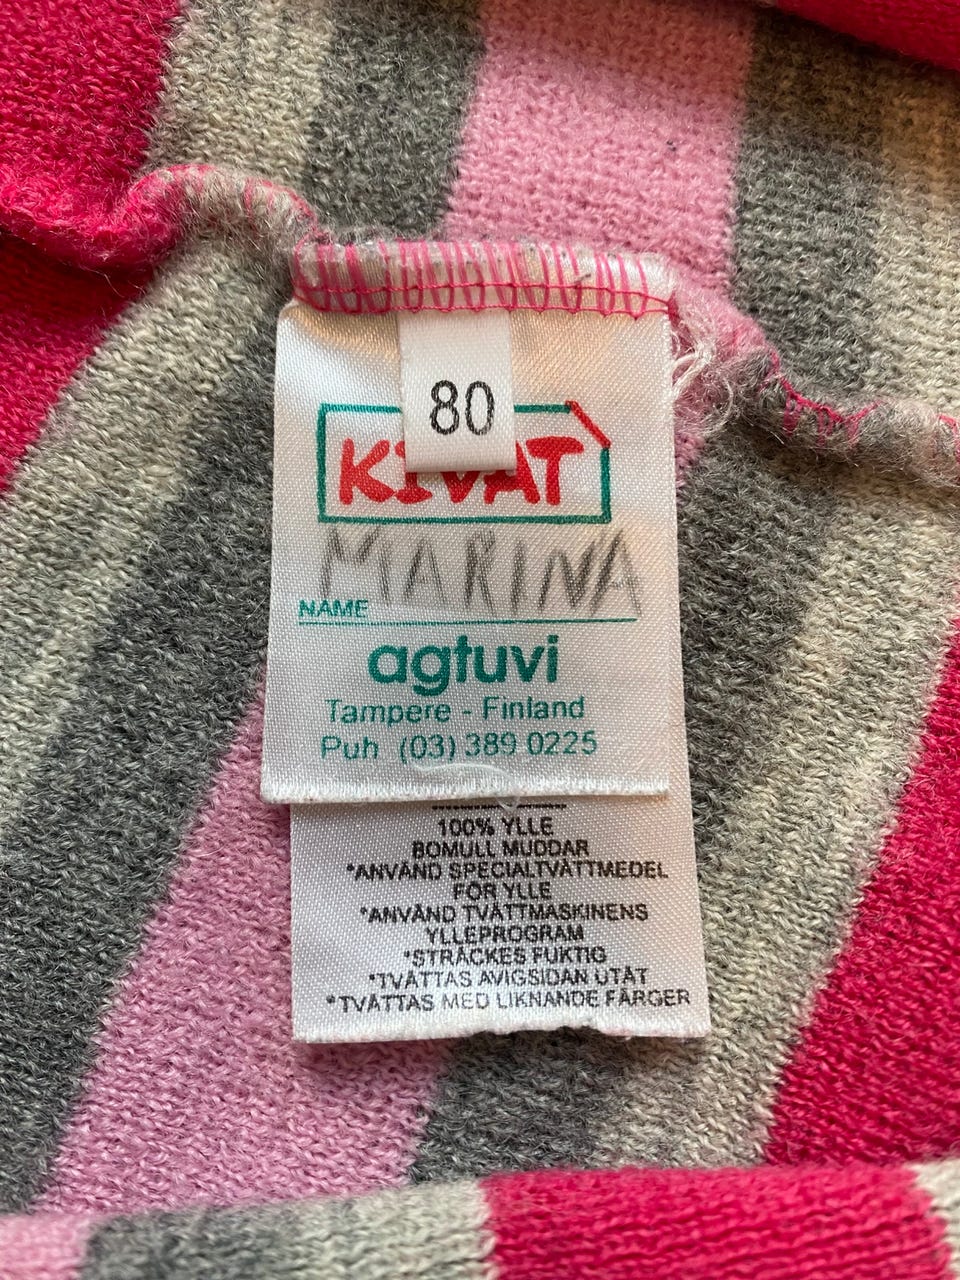 80
KIVAT
MARINA
NAME
agtuvi
Tampere - Finland
Puh (03) 389 0225
100% YLLE
BOMULL MUDDAR
*ANVÄND SPECIALTVÄTTMEDEL
FÖR YLLE
*ANVÄND TVÄTTMASKINENS
YLLEPROGRAM
*STRÄCKES FUKTIG
*TVÄTTAS AVIGSIDAN UTÅT
*TVÄTTAS MED LIKNANDE FÄRGER